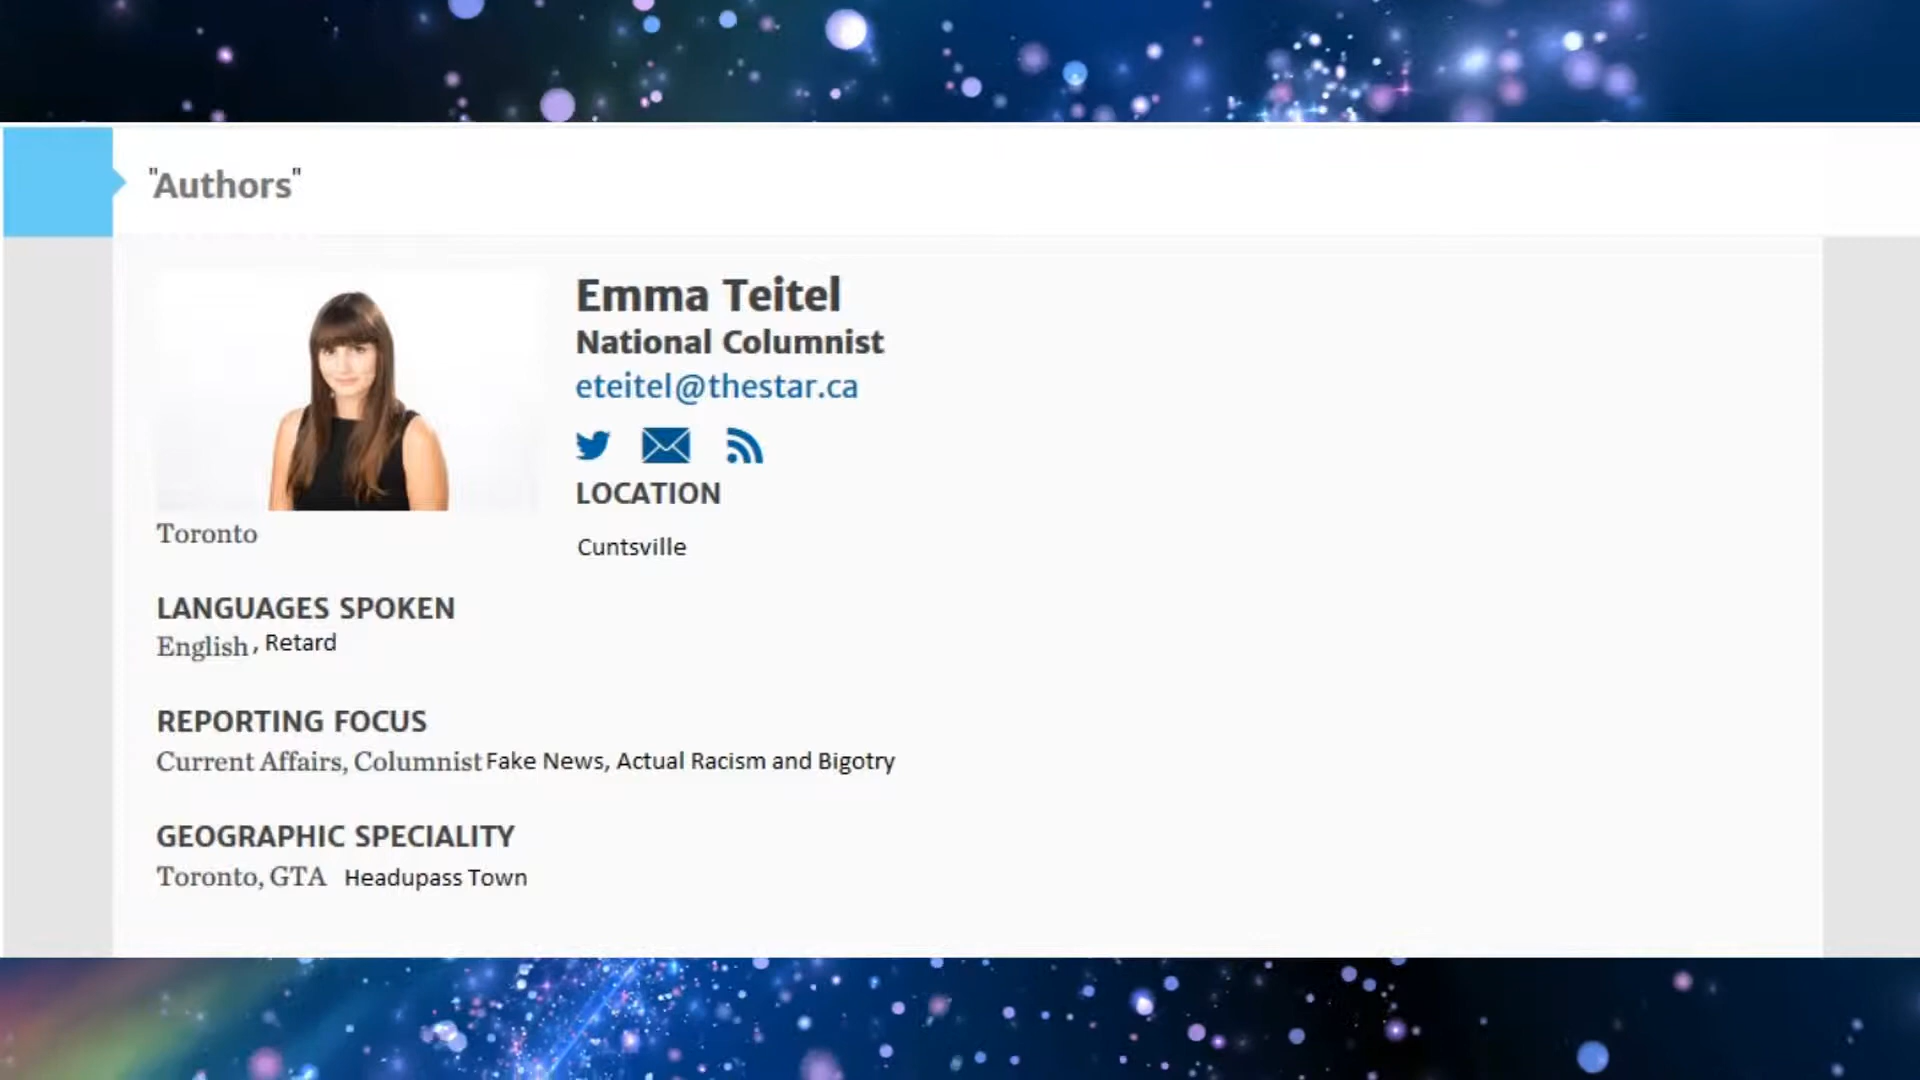 "Authors"
Emma Teitel
National Columnist
eteitel@thestar.ca
LOCATION
Toronto
Cuntsville
LANGUAGES SPOKEN
English, Retard
REPORTING FOCUS
Current Affairs, Columnist Fake News, Actual Racism and Bigotry
GEOGRAPHIC SPECIALITY
Toronto, GTA Headupass Town